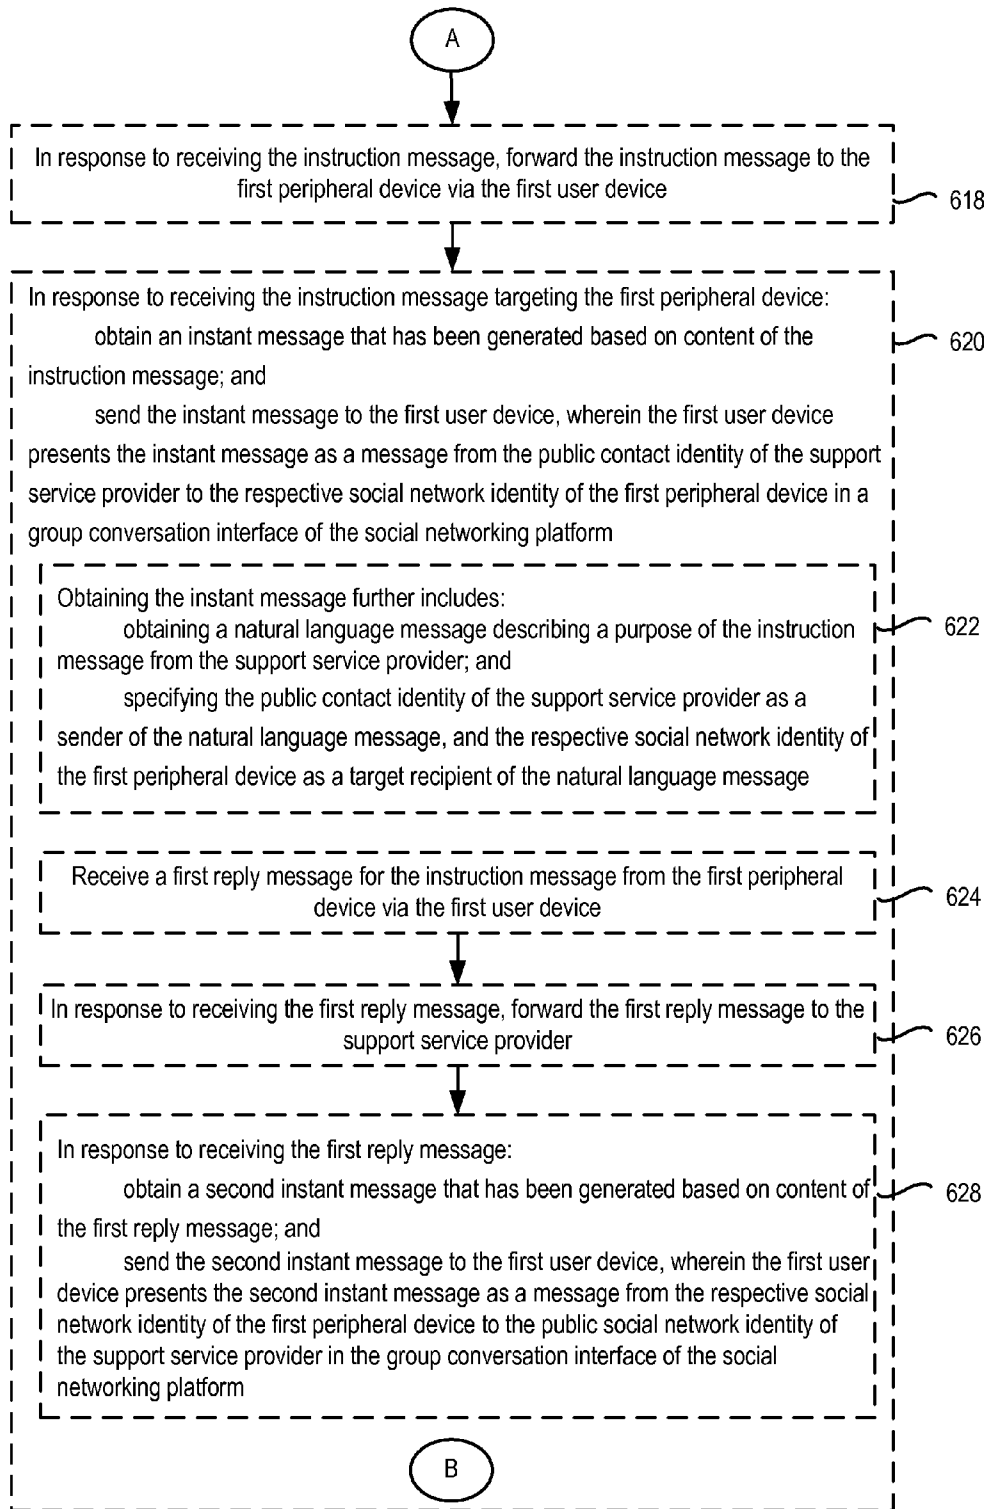 A
In response to receiving the instruction message, forward the instruction message to the
first peripheral device via the first user device
618
In response to receiving the instruction message targeting the first peripheral device:
obtain an instant message that has been generated based on content of the
instruction message; and
send the instant message to the first user device, wherein the first user device
presents the instant message as a message from the public contact identity of the support
service provider to the respective social network identity of the first peripheral device in a
group conversation interface of the social networking platform
620
Obtaining the instant message further includes:
obtaining a natural language message describing a purpose of the instruction
message from the support service provider; and
specifying the public contact identity of the support service provider as a
sender of the natural language message, and the respective social network identity of
the first peripheral device as a target recipient of the natural language message
622
Receive a first reply message for the instruction message from the first peripheral
device via the first user device
624
In response to receiving the first reply message, forward the first reply message to the
support service provider
626
In response to receiving the first reply message:
obtain a second instant message that has been generated based on content of
the first reply message; and
send the second instant message to the first user device, wherein the first user
device presents the second instant message as a message from the respective social
network identity of the first peripheral device to the public social network identity of
the support service provider in the group conversation interface of the social
networking platform
628
B